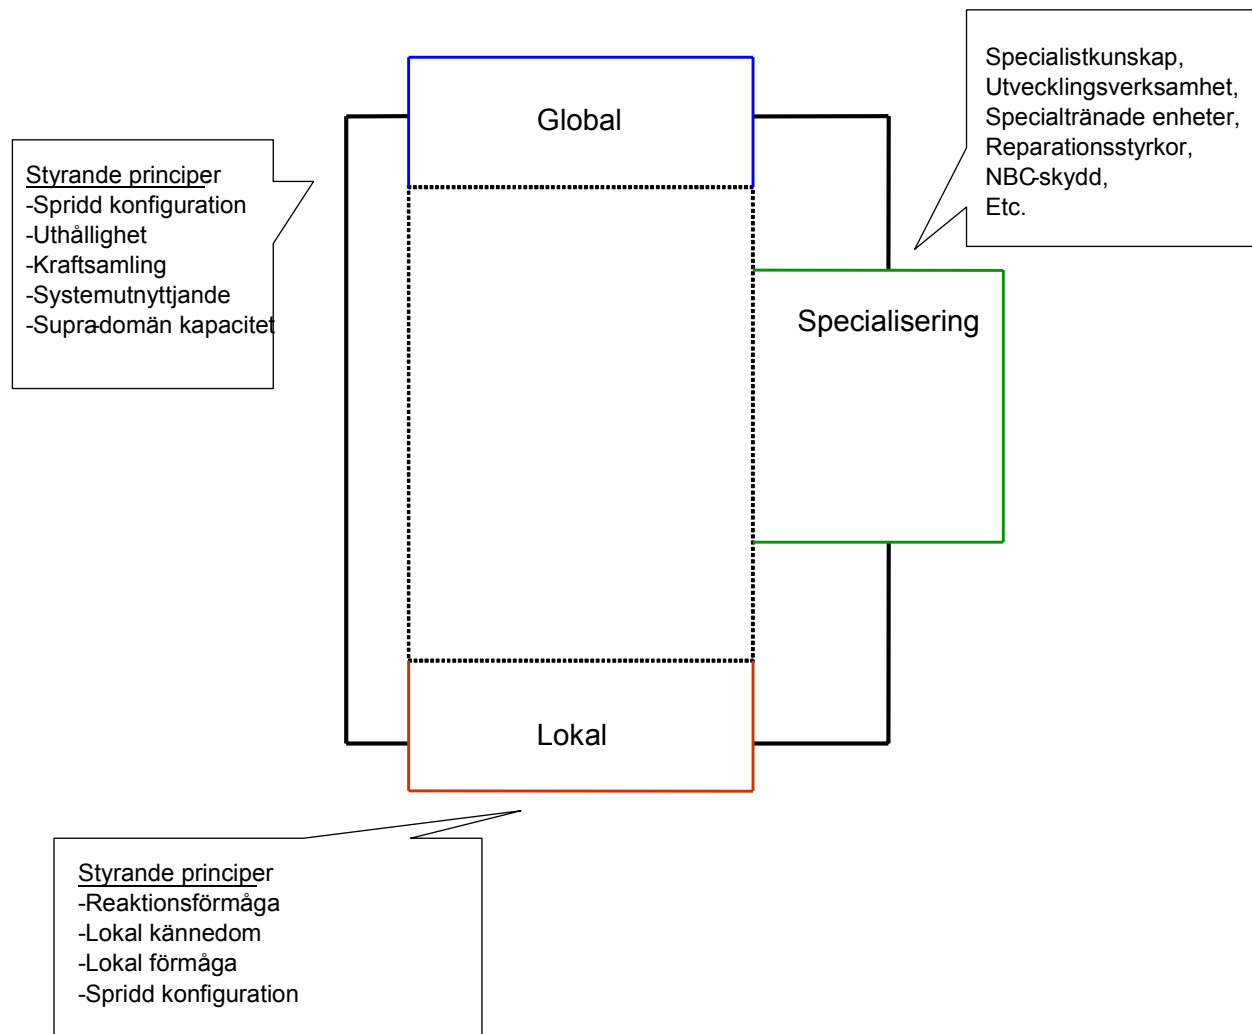 Global
Specialistkunskap,
Utvecklingsverksamhet,
Specialtränade enheter,
Reparationsstyrkor,
NBC-skydd,
Etc.
Styrande principer
-Spridd konfiguration
-Uthållighet
-Kraftsamling
-Systemutnyttjande
-Supra-domän kapacitet
Specialisering
Lokal
Styrande principer
-Reaktionsförmåga
-Lokal kännedom
-Lokal förmåga
-Spridd konfiguration